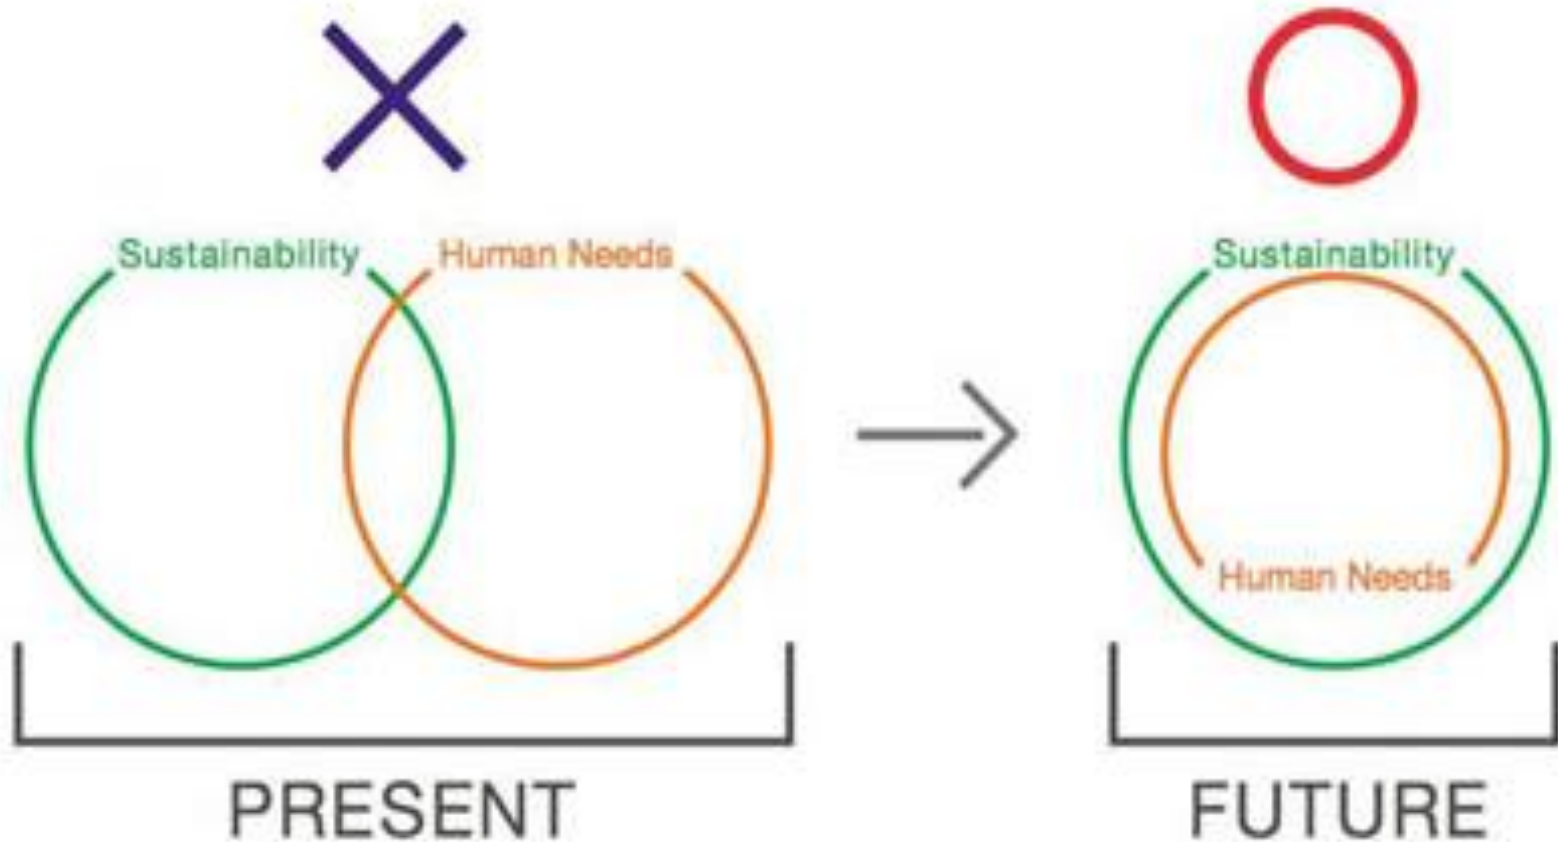 Sustainability Human Needs
Sustainability
Human Needs
PRESENT
FUTURE